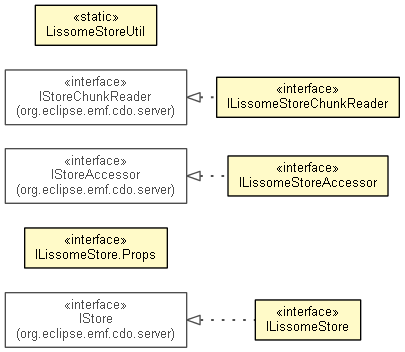 «static»
LissomeStoreUtil
«interface»
IStoreChunkReader
(org.eclipse.emf.cdo.server)
«interface»
ILissomeStoreChunkReader
«interface»
IStoreAccessor
(org.eclipse.emf.cdo.server)
«interface»
ILissomeStoreAccessor
«interface»
ILissomeStore.Props
«interface»
IStore
(org.eclipse.emf.cdo.server)
«interface»
ILissomeStore